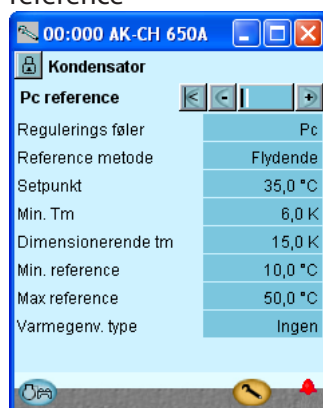 reference
00:000 AK-CH 650A
Kondensator
Pc reference
Regulerings føler Pc
Reference metode Flydende
Setpunkt 35,0 °C
Min. Tm 6,0 K
Dimensionerende tm 15,0 K
Min. reference 10,0 °C
Max reference 50,0 °C
Varmegenv. type Ingen